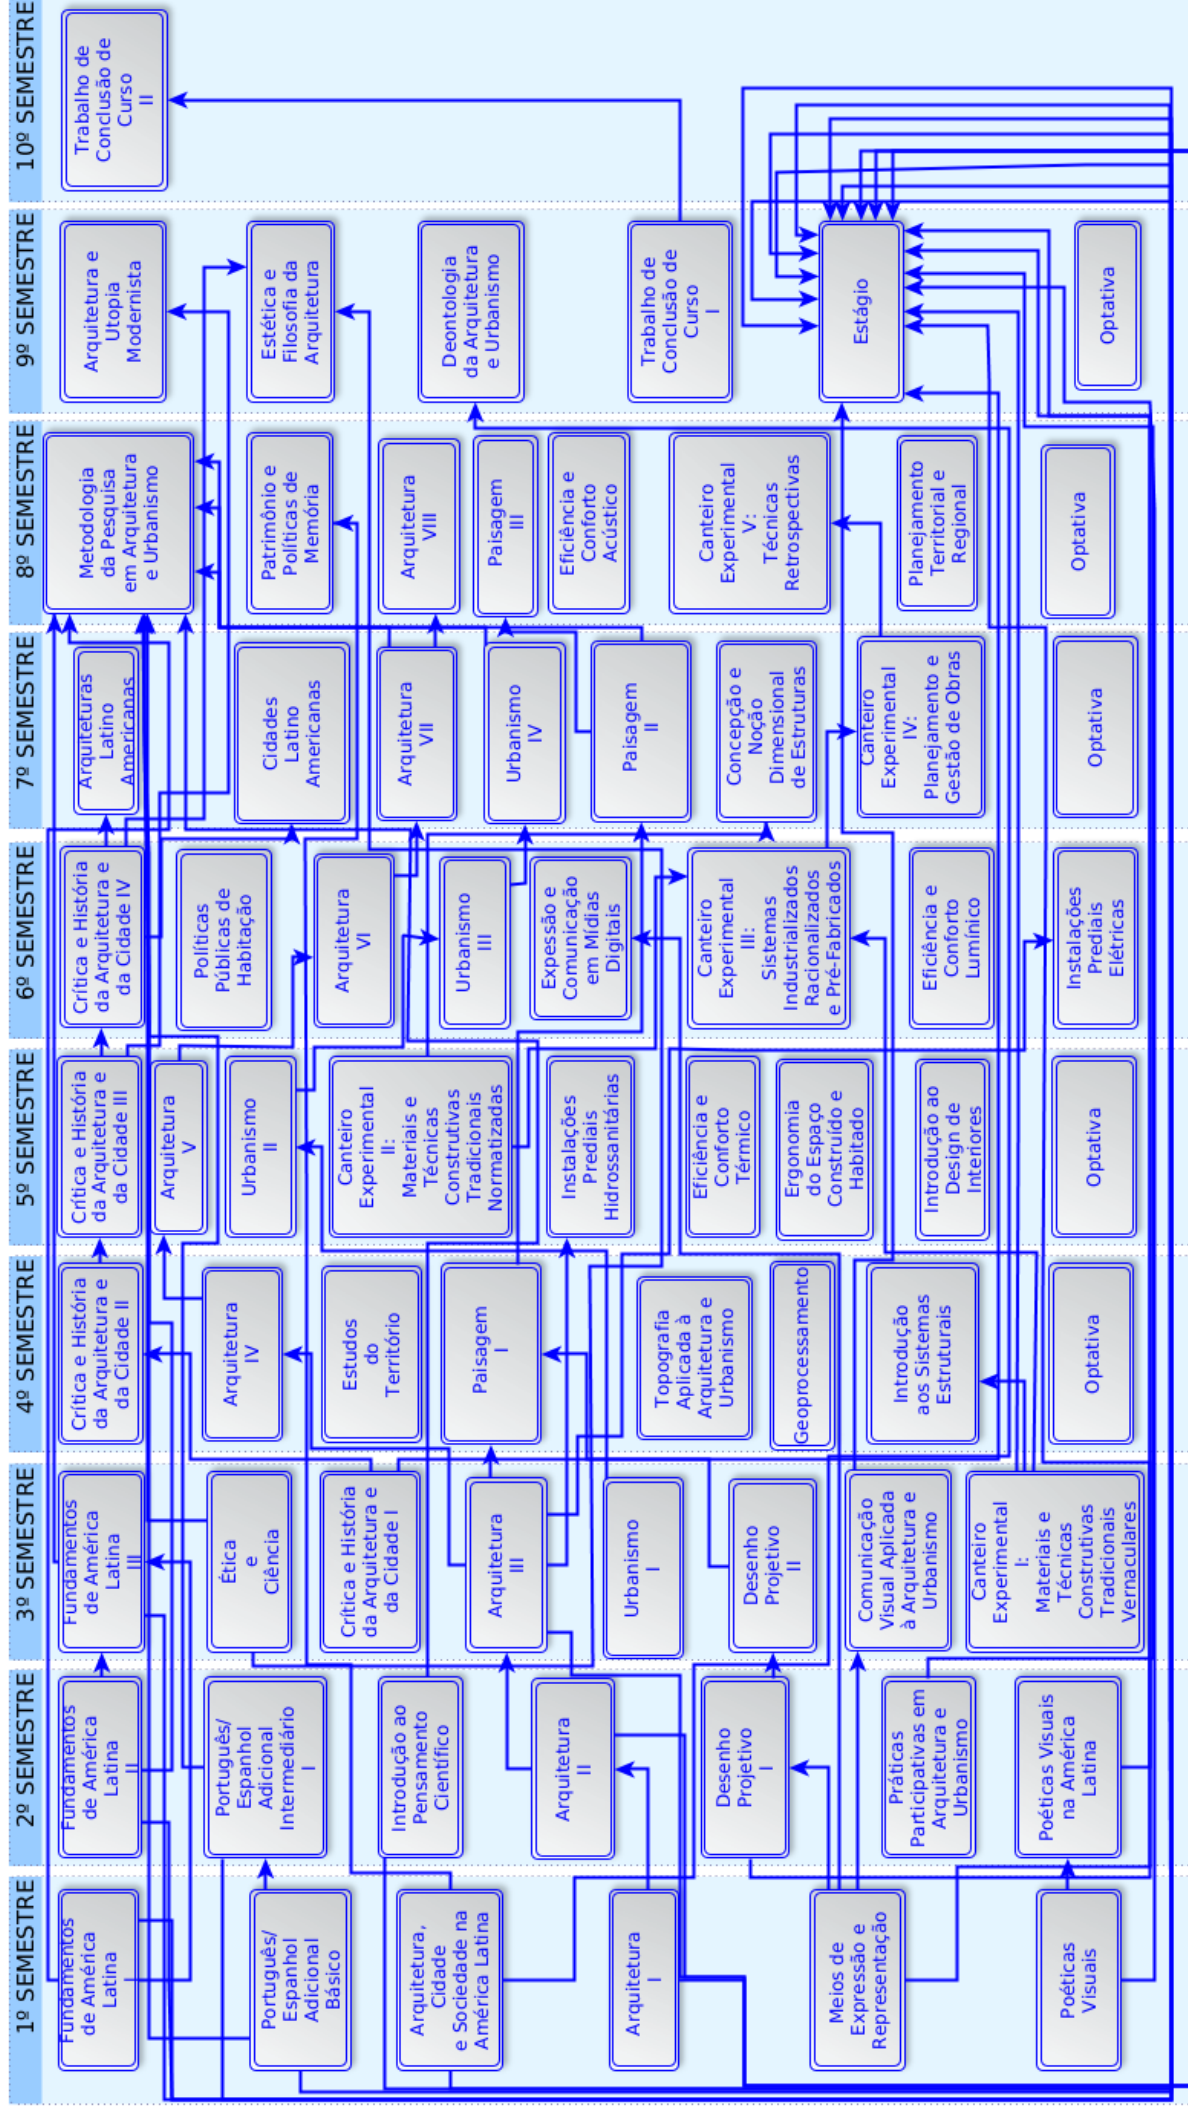 1º SEMESTRE
Fundamentos
de América
Latina
I
Português/
Espanhol
Adicional
Básico
Arquitetura,
Cidade
e Sociedade na
América Latina
Arquitetura
I
Meios de
Expressão e
Representação
Poéticas
Visuais
2º SEMESTRE
Fundamentos
de América
Latina
II
Português/
Espanhol
Adicional
Intermediário
I
Introdução ao
Pensamento
Científico
Arquitetura
II
Desenho
Projetivo
I
Práticas
Participativas em
Arquitetura e
Urbanismo
Poéticas Visuais
na América
Latina
3º SEMESTRE
Fundamentos
de América
Latina
III
Ética
e
Ciência
Crítica e História
da Arquitetura e
da Cidade I
Arquitetura
III
Urbanismo
I
Desenho
Projetivo
II
Comunicação
Visual Aplicada
à Arquitetura e
Urbanismo
Canteiro
Experimental
I:
Materiais e
Técnicas
Construtivas
Tradicionais
Vernaculares
4º SEMESTRE
Crítica e História
da Arquitetura e
da Cidade II
Arquitetura
IV
Estudos
do
Território
Paisagem
I
Topografia
Aplicada à
Arquitetura e
Urbanismo
Geoprocessamento
Introdução
aos Sistemas
Estruturais
Optativa
5º SEMESTRE
Crítica e História
da Arquitetura e
da Cidade III
Arquitetura
V
Urbanismo
II
Canteiro
Experimental
II:
Materiais e
Técnicas
Construtivas
Tradicionais
Normatizadas
Instalações
Prediais
Hidrossanitárias
Eficiência e
Conforto
Térmico
Ergonomia
do Espaço
Construído e
Habitado
Introdução ao
Design de
Interiores
Optativa
6º SEMESTRE
Crítica e História
da Arquitetura e
da Cidade IV
Políticas
Públicas de
Habitação
Arquitetura
VI
Urbanismo
III
Expessão e
Comunicação
em Mídias
Digitais
Canteiro
Experimental
III:
Sistemas
Industrializados
Racionalizados
e Pré-Fabricados
Eficiência e
Conforto
Lumínico
Instalações
Prediais
Elétricas
7º SEMESTRE
Arquiteturas
Latino
Americanas
Cidades
Latino
Americanas
Arquitetura
VII
Urbanismo
IV
Paisagem
II
Concepção e
Noção
Dimensional
de Estruturas
Canteiro
Experimental
IV:
Planejamento e
Gestão de Obras
Optativa
8º SEMESTRE
Metodologia
da Pesquisa
em Arquitetura
e Urbanismo
Patrimônio e
Políticas de
Memória
Arquitetura
VIII
Paisagem
III
Eficiência e
Conforto
Acústico
Canteiro
Experimental
V:
Técnicas
Retrospectivas
Planejamento
Territorial e
Regional
Optativa
9º SEMESTRE
Arquitetura e
Utopia
Modernista
Estética e
Filosofia da
Arquitetura
Deontologia
da Arquitetura
e Urbanismo
Trabalho de
Conclusão de
Curso
I
Estágio
Optativa
10º SEMESTRE
Trabalho de
Conclusão de
Curso
II